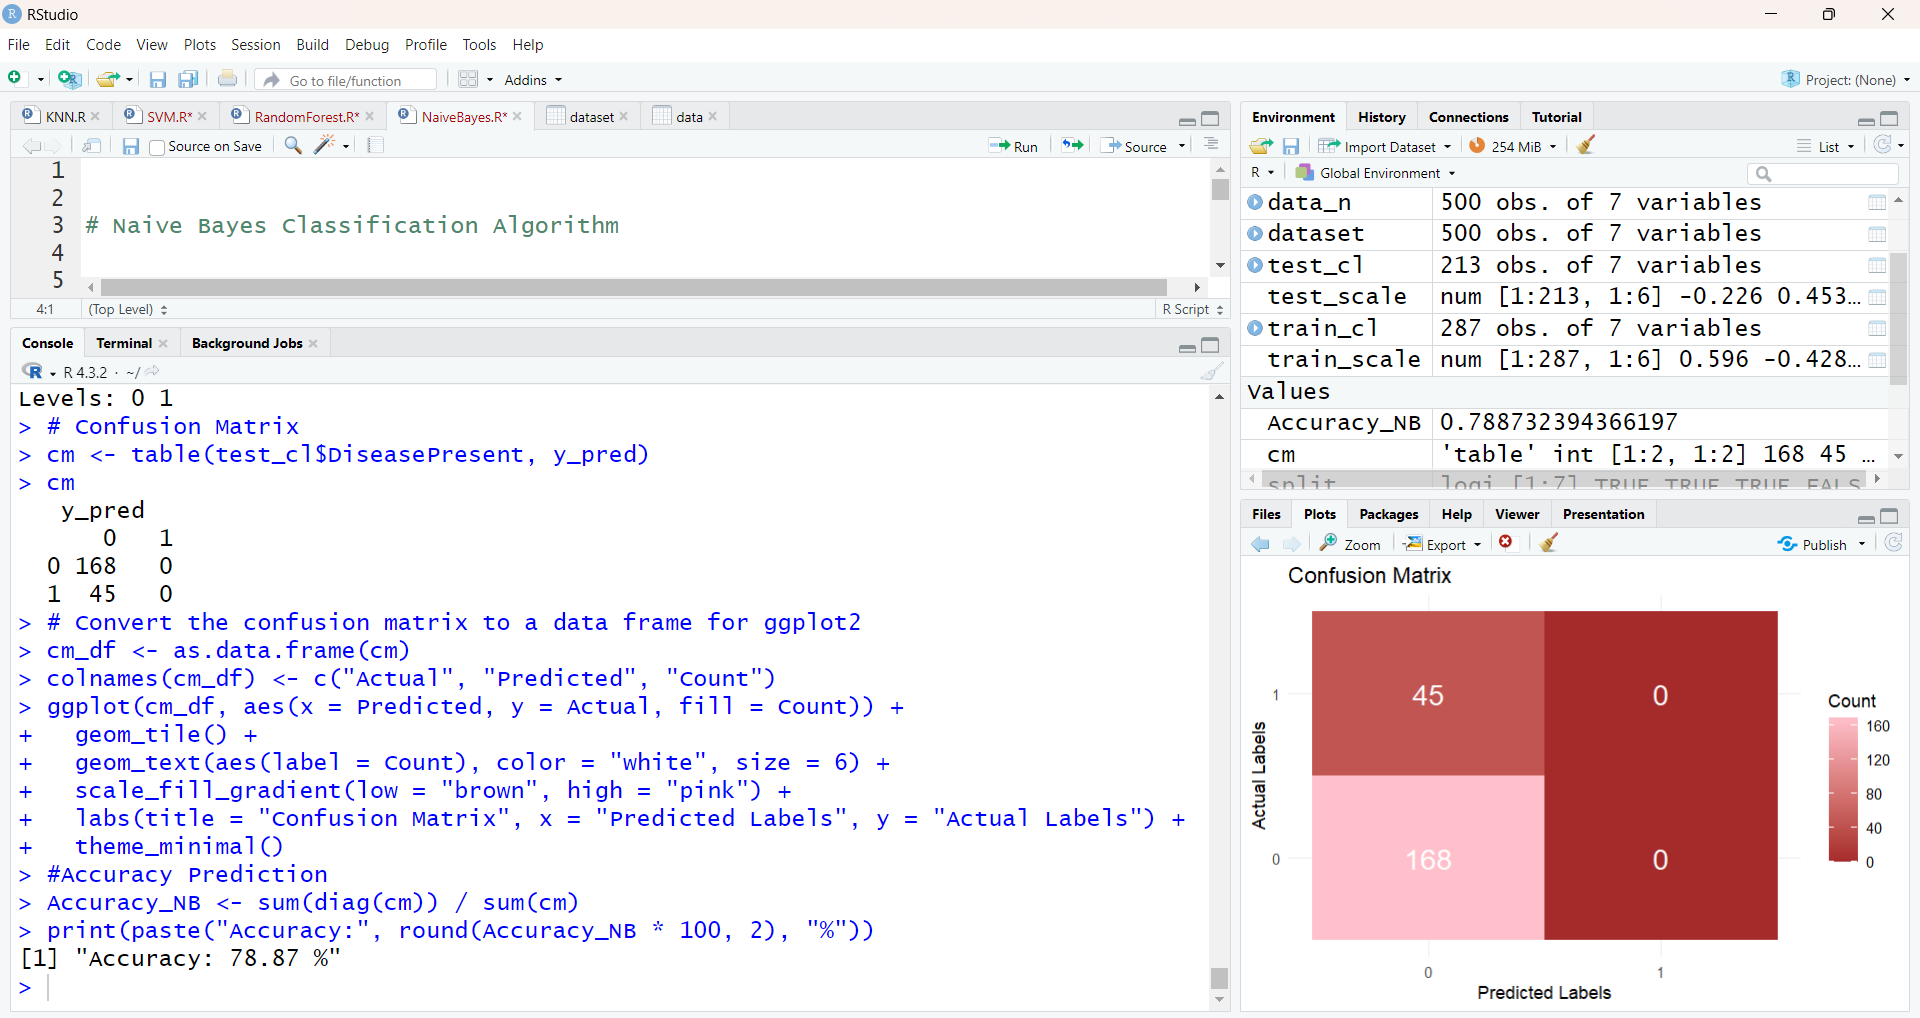 RStudio
File Edit Code View Plots Session Build Debug Profile Tools Help
Go to file/function Addins Project: (None)
KNN.R SVM.R* RandomForest.R* NaiveBayes.R* dataset data
Source on Save Run Source
1
2
3 # Naive Bayes Classification Algorithm
4
5
4:1 (Top Level) R Script
Console Terminal Background Jobs
R 4.3.2 · ~/
Levels: 0 1
> # Confusion Matrix
> cm <- table(test_cl$DiseasePresent, y_pred)
> cm
y_pred
0 1
0 168 0
1 45 0
> # Convert the confusion matrix to a data frame for ggplot2
> cm_df <- as.data.frame(cm)
> colnames(cm_df) <- c("Actual", "Predicted", "Count")
> ggplot(cm_df, aes(x = Predicted, y = Actual, fill = Count)) +
+ geom_tile() +
+ geom_text(aes(label = Count), color = "white", size = 6) +
+ scale_fill_gradient(low = "brown", high = "pink") +
+ labs(title = "Confusion Matrix", x = "Predicted Labels", y = "Actual Labels") +
+ theme_minimal()
> #Accuracy Prediction
> Accuracy_NB <- sum(diag(cm)) / sum(cm)
> print(paste("Accuracy:", round(Accuracy_NB * 100, 2), "%"))
[1] "Accuracy: 78.87 %"
>
Environment History Connections Tutorial
Import Dataset 254 MiB List
R Global Environment
data_n 500 obs. of 7 variables
dataset 500 obs. of 7 variables
test_cl 213 obs. of 7 variables
test_scale num [1:213, 1:6] -0.226 0.453…
train_cl 287 obs. of 7 variables
train_scale num [1:287, 1:6] 0.596 -0.428…
Values
Accuracy_NB 0.788732394366197
cm 'table' int [1:2, 1:2] 168 45 …
split logi [1:7] TRUE TRUE TRUE FALS
Files Plots Packages Help Viewer Presentation
Zoom Export Publish
Confusion Matrix
45 0
168 0
1
0
Actual Labels
0 1
Predicted Labels
Count
160
120
80
40
0